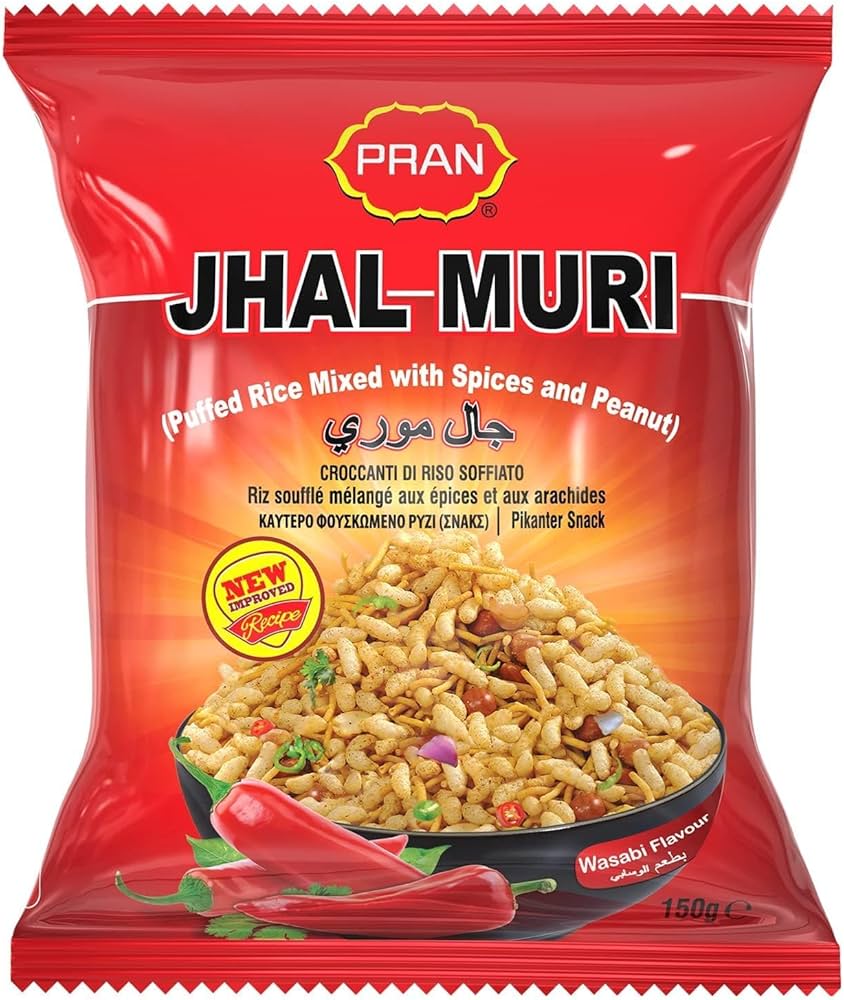 PRAN
®
JHAL-MURI
(Puffed Rice Mixed with Spices and Peanut)
جال موري
CROCCANTI DI RISO SOFFIATO
Riz soufflé mélangé aux épices et aux arachides
ΚΑΥΤΕΡΟ ΦΟΥΣΚΩΜΕΝΟ ΡΥΖΙ (ΣΝΑΚΣ) | Pikanter Snack
NEW
IMPROVED
Recipe
Wasabi Flavour
بطعم الوسابي
150g ℮